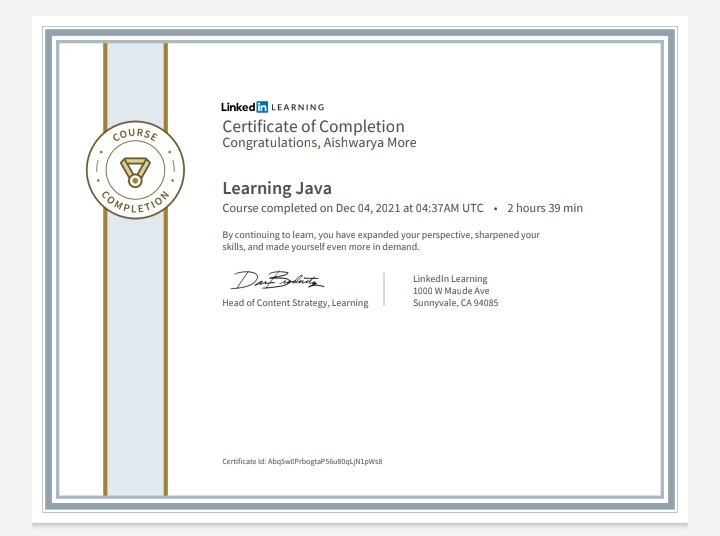 COURSE
COMPLETION
Linked in LEARNING
Certificate of Completion
Congratulations, Aishwarya More
Learning Java
Course completed on Dec 04, 2021 at 04:37AM UTC • 2 hours 39 min
By continuing to learn, you have expanded your perspective, sharpened your
skills, and made yourself even more in demand.
Head of Content Strategy, Learning
LinkedIn Learning
1000 W Maude Ave
Sunnyvale, CA 94085
Certificate Id: Abq5w0PrbogtaP56u80qLjN1pWs8